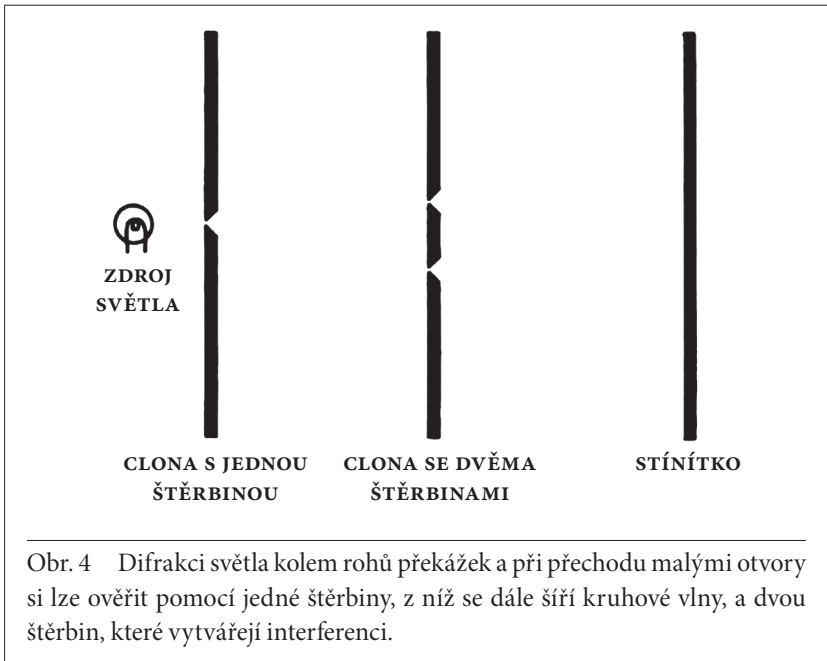 ZDROJ
SVĚTLA
CLONA S JEDNOU
ŠTĚRBINOU
CLONA SE DVĚMA
ŠTĚRBINAMI
STÍNÍTKO
Obr. 4 Difrakci světla kolem rohů překážek a při přechodu malými otvory
si lze ověřit pomocí jedné štěrbiny, z níž se dále šíří kruhové vlny, a dvou
štěrbin, které vytvářejí interferenci.